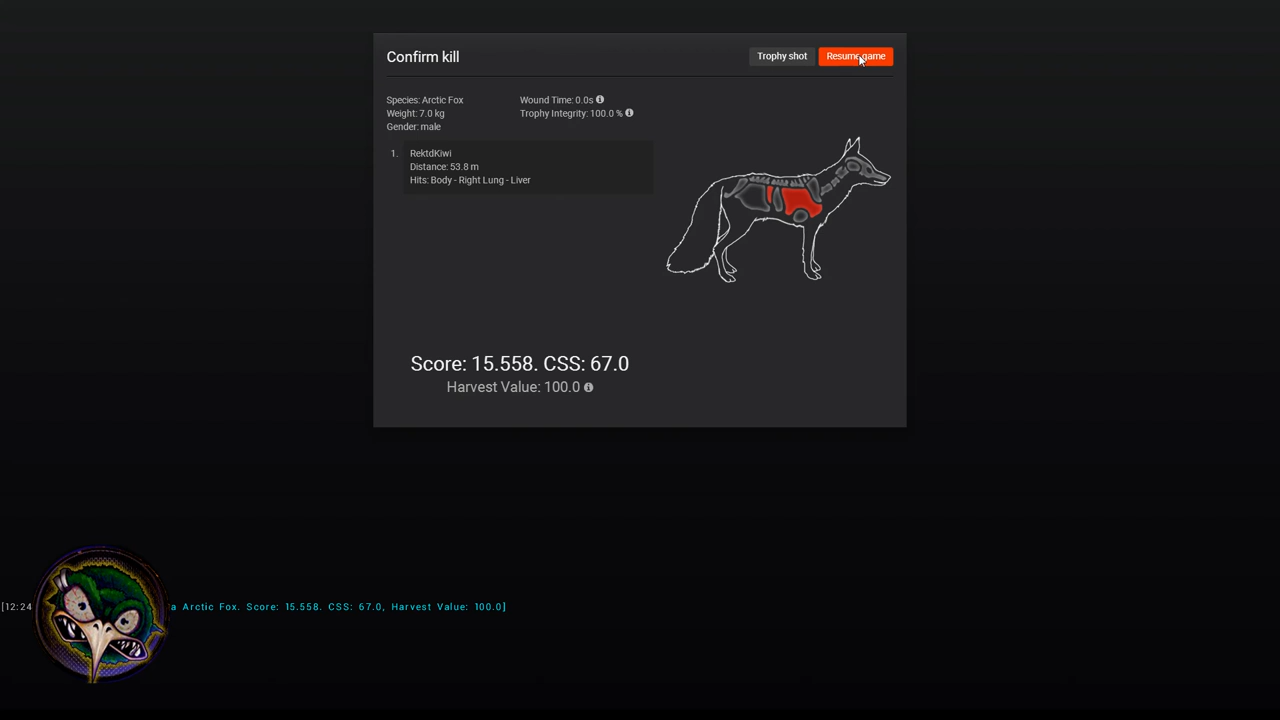 Confirm kill
Trophy shot
Resume game
Species: Arctic Fox
Weight: 7.0 kg
Gender: male
Wound Time: 0.0s
Trophy Integrity: 100.0 %
1.
RektdKiwi
Distance: 53.8 m
Hits: Body - Right Lung - Liver
Score: 15.558. CSS: 67.0
Harvest Value: 100.0
[12:24 a Arctic Fox. Score: 15.558. CSS: 67.0, Harvest Value: 100.0]